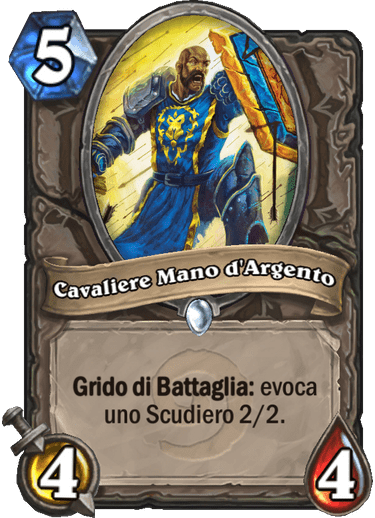 5
Cavaliere Mano d'Argento
Grido di Battaglia: evoca
uno Scudiero 2/2.
4 4